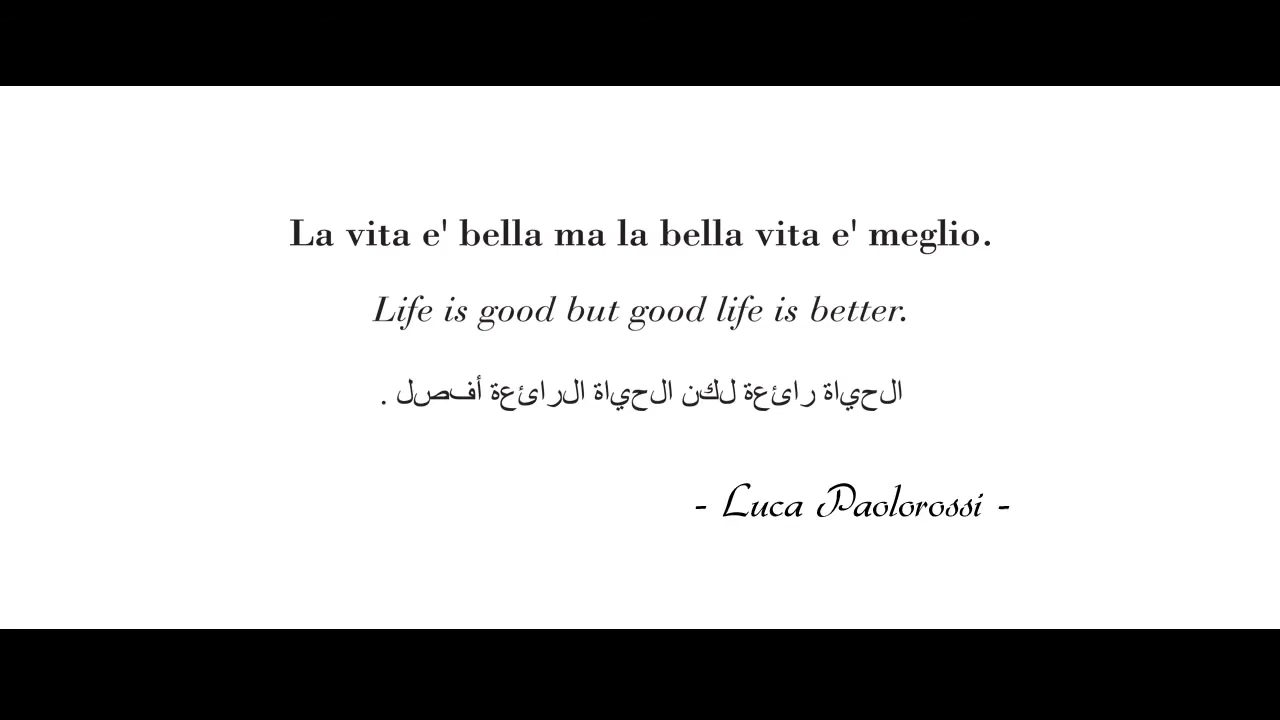 La vita e' bella ma la bella vita e' meglio.
Life is good but good life is better.
الحياة رائعة لكن الحياة الرائعة أفصل .
- Luca Paolorossi -